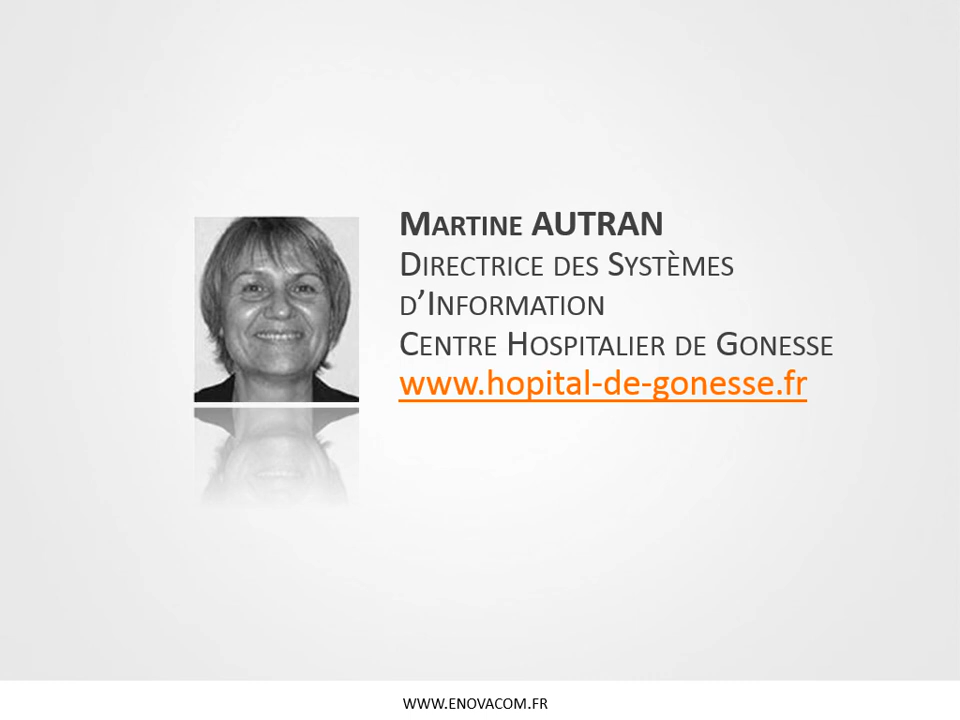 Martine AUTRAN
Directrice des Systèmes
d’Information
Centre Hospitalier de Gonesse
www.hopital-de-gonesse.fr
www.enovacom.fr